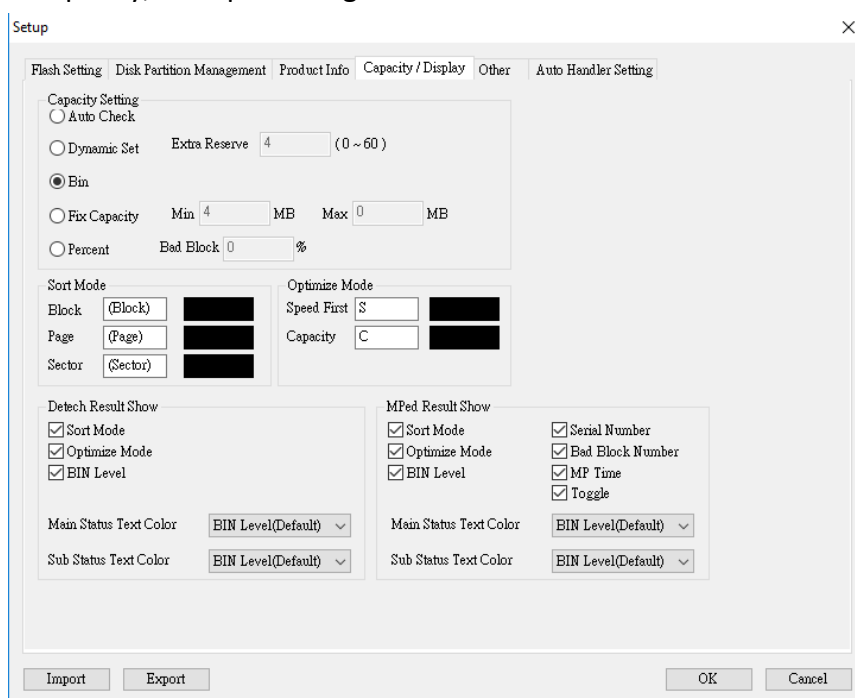 Setup
Flash Setting Disk Partition Management Product Info Capacity / Display Other Auto Handler Setting
Capacity Setting
Auto Check
Dynamic Set Extra Reserve 4 ( 0 ~ 60 )
Bin
Fix Capacity Min 4 MB Max 0 MB
Percent Bad Block 0 %
Sort Mode Optimize Mode
Block (Block) Speed First S
Page (Page) Capacity C
Sector (Sector)
Detech Result Show MPed Result Show
Sort Mode Sort Mode Serial Number
Optimize Mode Optimize Mode Bad Block Number
BIN Level BIN Level MP Time
Toggle
Main Status Text Color BIN Level(Default) Main Status Text Color BIN Level(Default)
Sub Status Text Color BIN Level(Default) Sub Status Text Color BIN Level(Default)
Import Export OK Cancel